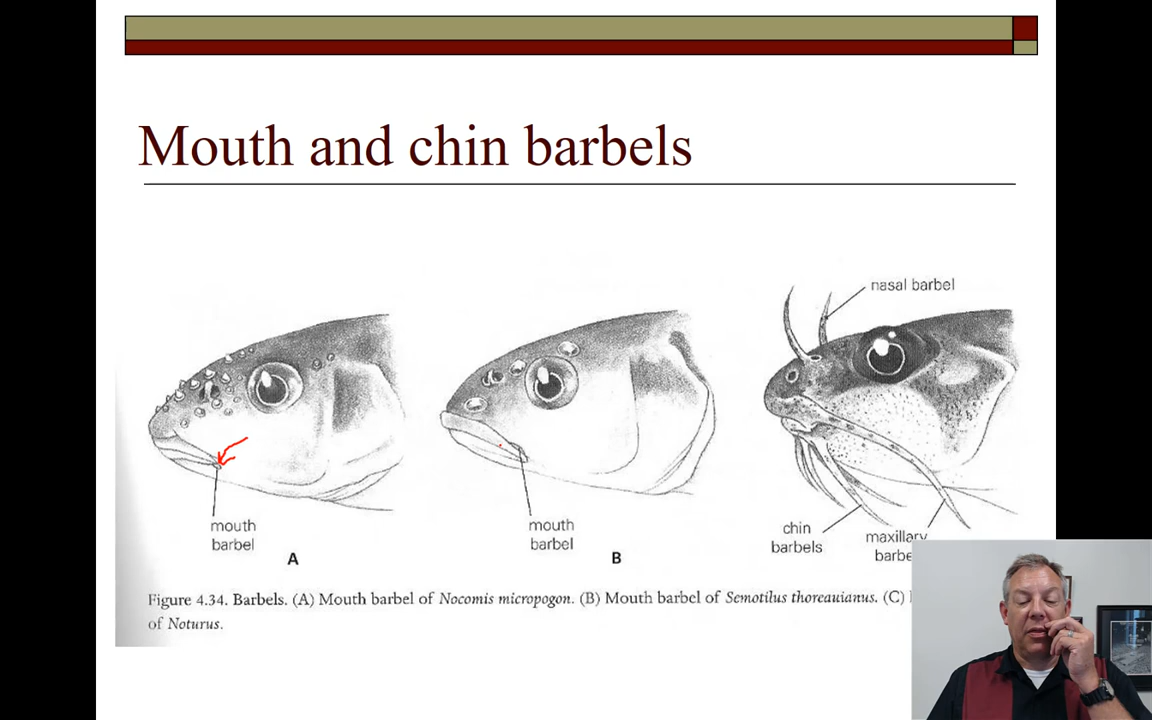 Mouth and chin barbels
nasal barbel
mouth
barbel
A
mouth
barbel
B
chin
barbels
maxillary
Figure 4.34. Barbels. (A) Mouth barbel of Nocomis micropogon. (B) Mouth barbel of Semotilus thoreauianus. (C)
of Noturus.